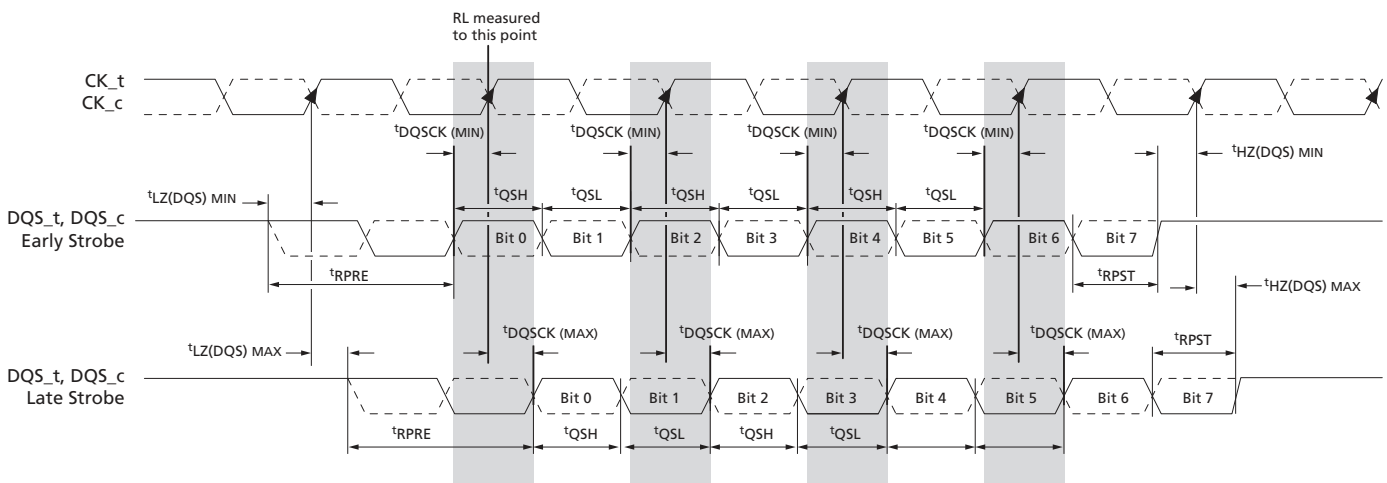 RL measured
to this point
CK_t
CK_c
tDQSCK (MIN) tDQSCK (MIN) tDQSCK (MIN) tDQSCK (MIN)
tHZ(DQS) MIN
tLZ(DQS) MIN
tQSH tQSL tQSH tQSL tQSH tQSL
DQS_t, DQS_c
Early Strobe
Bit 0 Bit 1 Bit 2 Bit 3 Bit 4 Bit 5 Bit 6 Bit 7
tRPRE
tRPST
tHZ(DQS) MAX
tDQSCK (MAX) tDQSCK (MAX) tDQSCK (MAX) tDQSCK (MAX)
tRPST
tLZ(DQS) MAX
DQS_t, DQS_c
Late Strobe
Bit 0 Bit 1 Bit 2 Bit 3 Bit 4 Bit 5 Bit 6 Bit 7
tRPRE
tQSH tQSL tQSH tQSL